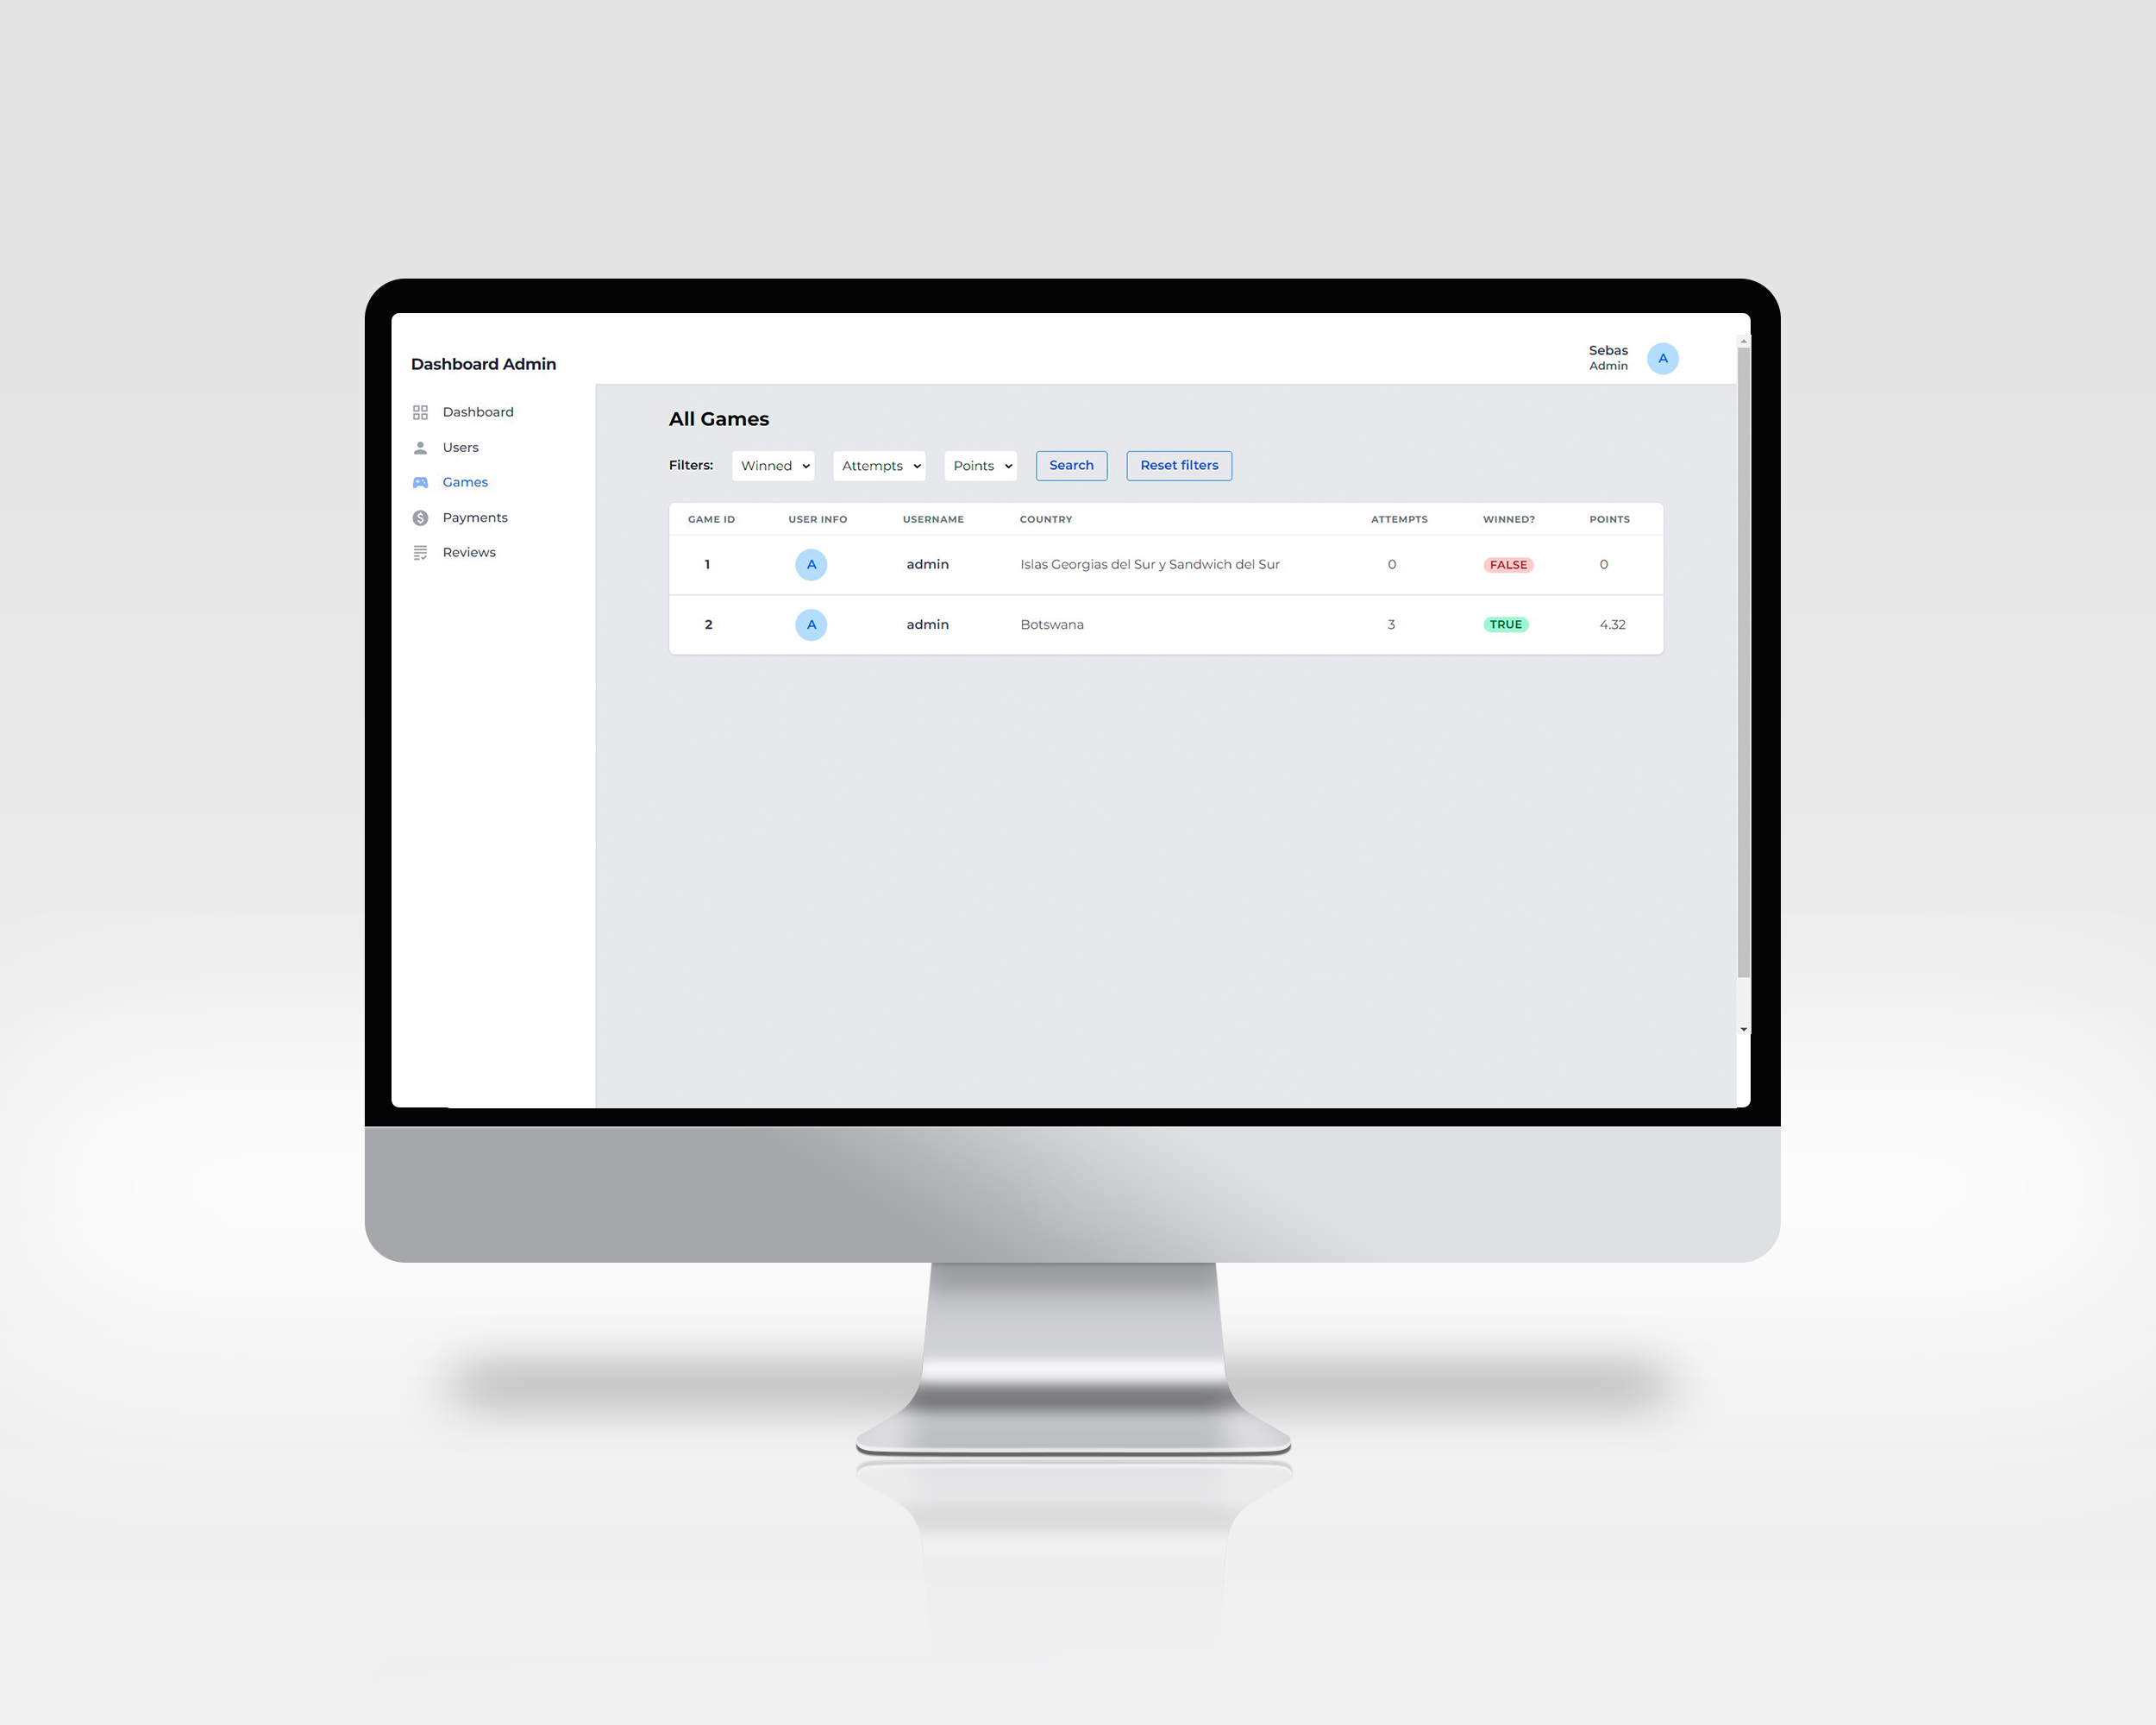 Dashboard Admin
Sebas
Admin
A
Dashboard
Users
Games
Payments
Reviews
All Games
Filters: Winned Attempts Points Search Reset filters
GAME ID USER INFO USERNAME COUNTRY ATTEMPTS WINNED? POINTS
1 A admin Islas Georgias del Sur y Sandwich del Sur 0 FALSE 0
2 A admin Botswana 3 TRUE 4.32